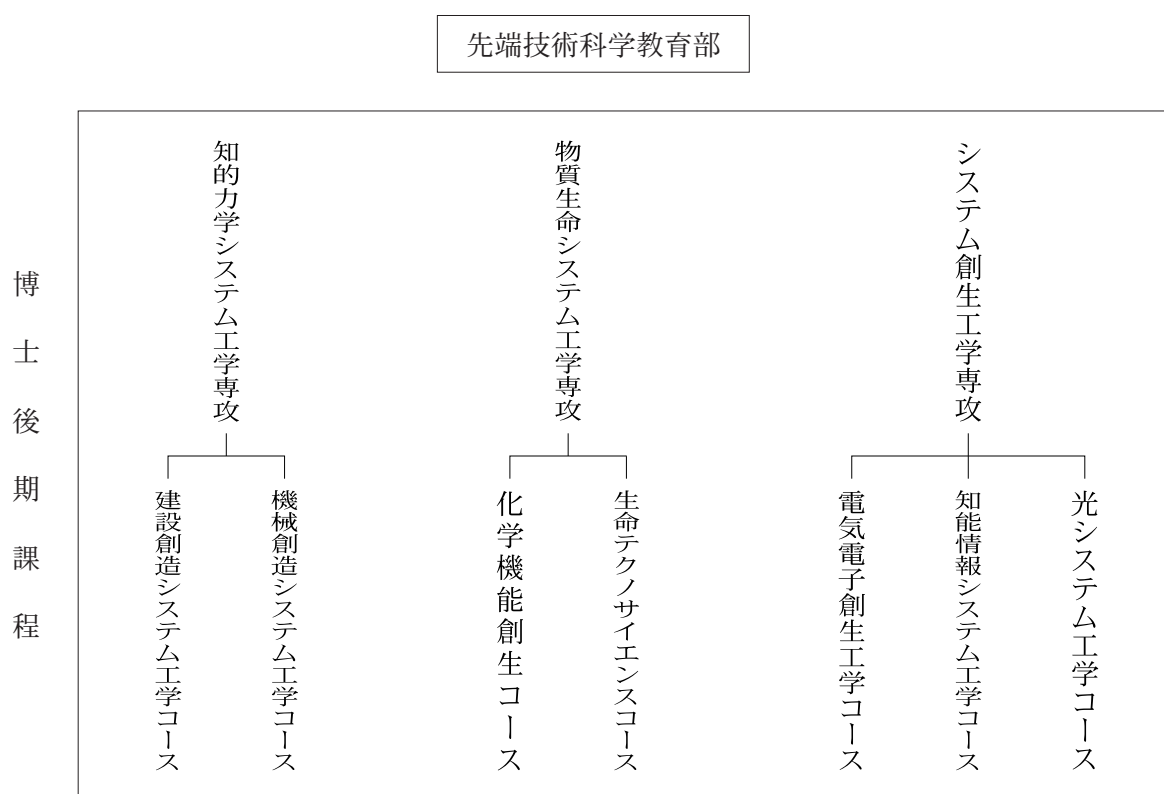 先端技術科学教育部
博士後期課程
知的力学システム工学専攻
建設創造システム工学コース
機械創造システム工学コース
物質生命システム工学専攻
化学機能創生コース
生命テクノサイエンスコース
システム創生工学専攻
電気電子創生工学コース
知能情報システム工学コース
光システム工学コース